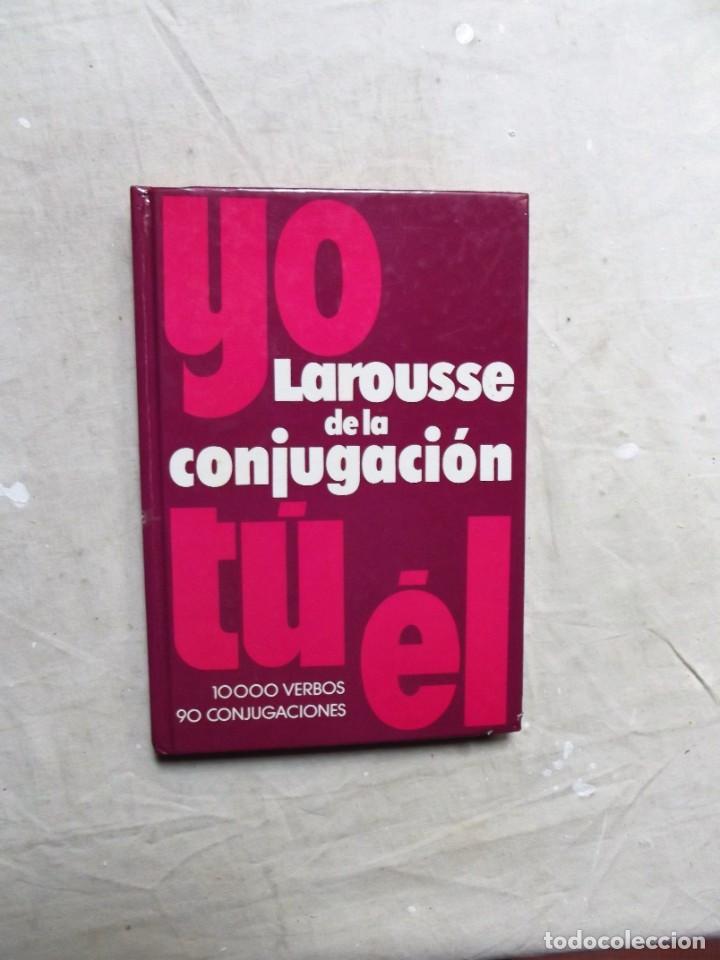 yo
Larousse
de la
conjugación
tú él
10000 VERBOS
90 CONJUGACIONES
todocoleccion